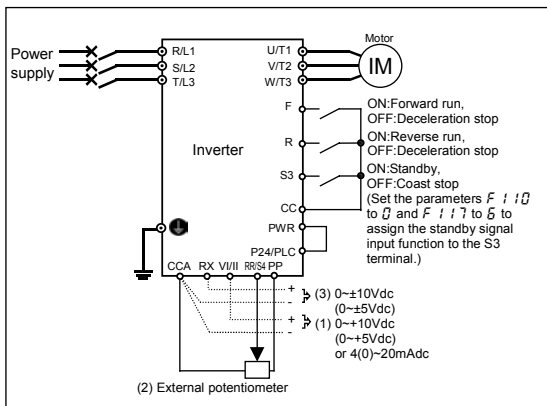 Motor
Power
supply
R/L1
S/L2
T/L3
U/T1
V/T2
W/T3
IM
Inverter
F
ON:Forward run,
OFF:Deceleration stop
R
ON:Reverse run,
OFF:Deceleration stop
S3
ON:Standby,
OFF:Coast stop
(Set the parameters F 110
to 0 and F 117 to 6 to
assign the standby signal
input function to the S3
terminal.)
CC
PWR
P24/PLC
CCA RX VI/II RR/S4 PP
+
-
(3) 0~±10Vdc
(0~±5Vdc)
+
-
(1) 0~+10Vdc
(0~+5Vdc)
or 4(0)~20mAdc
(2) External potentiometer